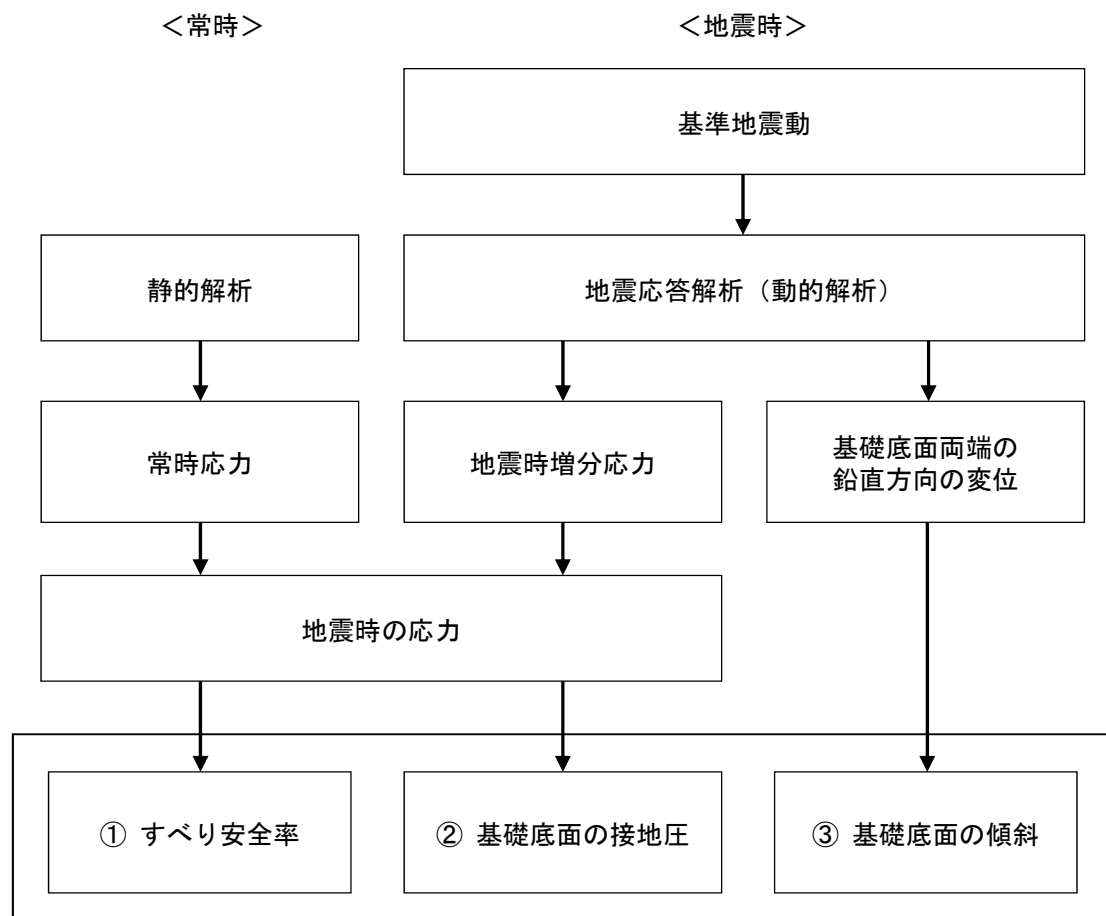 ＜常時＞
＜地震時＞
基準地震動
静的解析
地震応答解析（動的解析）
常時応力
地震時増分応力
基礎底面両端の
鉛直方向の変位
地震時の応力
① すべり安全率
② 基礎底面の接地圧
③ 基礎底面の傾斜